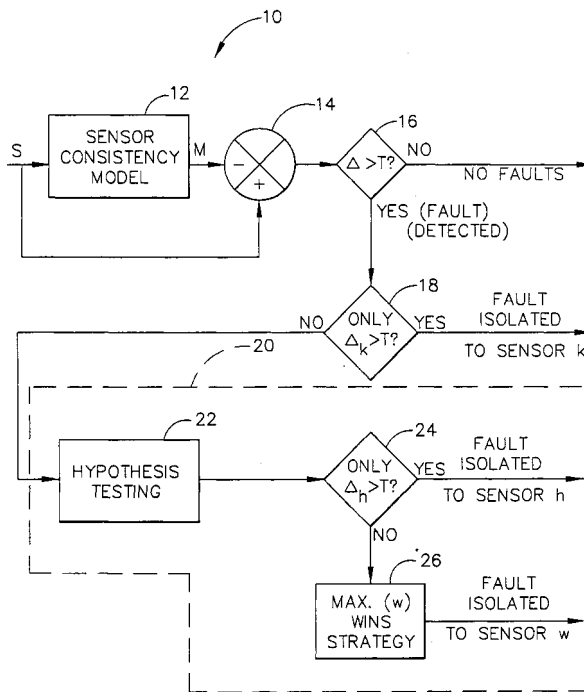 10
12
14
16
S
SENSOR
CONSISTENCY
MODEL
M
-
+
Δ >T?
NO
NO FAULTS
YES (FAULT)
(DETECTED)
18
NO
ONLY
Δk>T?
YES
FAULT
ISOLATED
TO SENSOR k
20
22
HYPOTHESIS
TESTING
24
ONLY
Δh>T?
YES
FAULT
ISOLATED
TO SENSOR h
NO
26
MAX. (w)
WINS
STRATEGY
FAULT
ISOLATED
TO SENSOR w